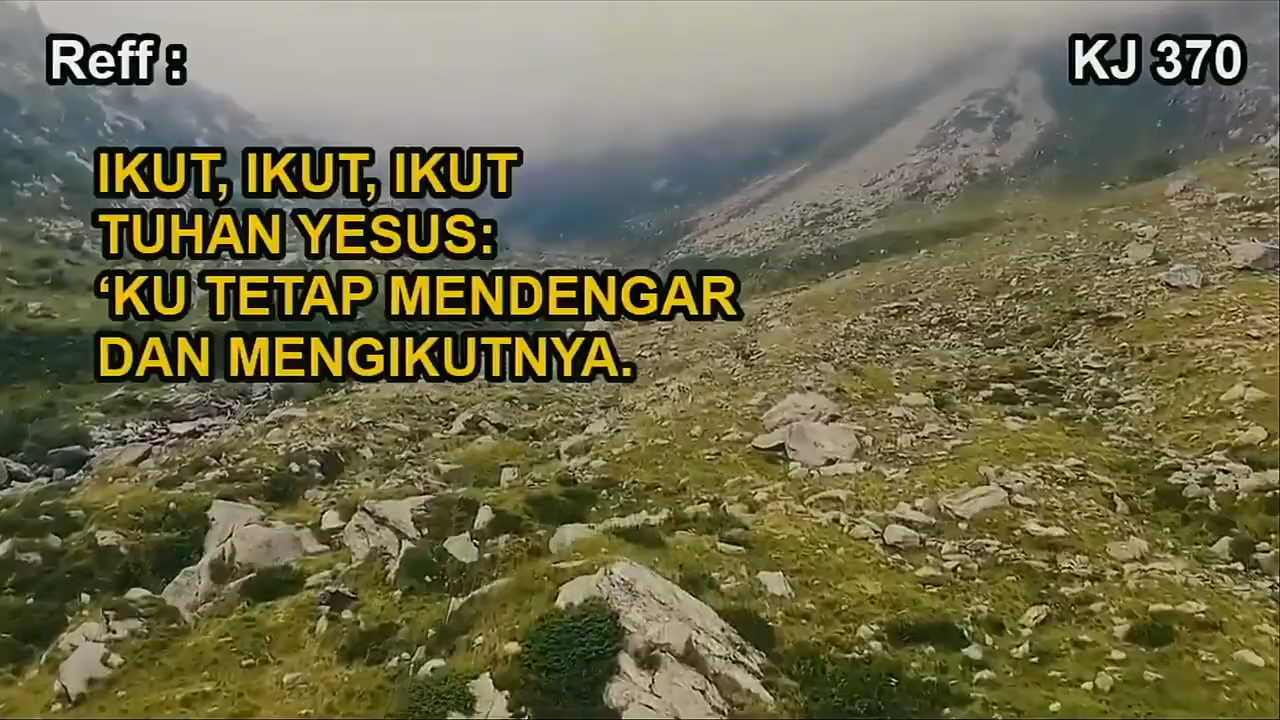 Reff :
KJ 370
IKUT, IKUT, IKUT
TUHAN YESUS:
‘KU TETAP MENDENGAR
DAN MENGIKUTNYA.